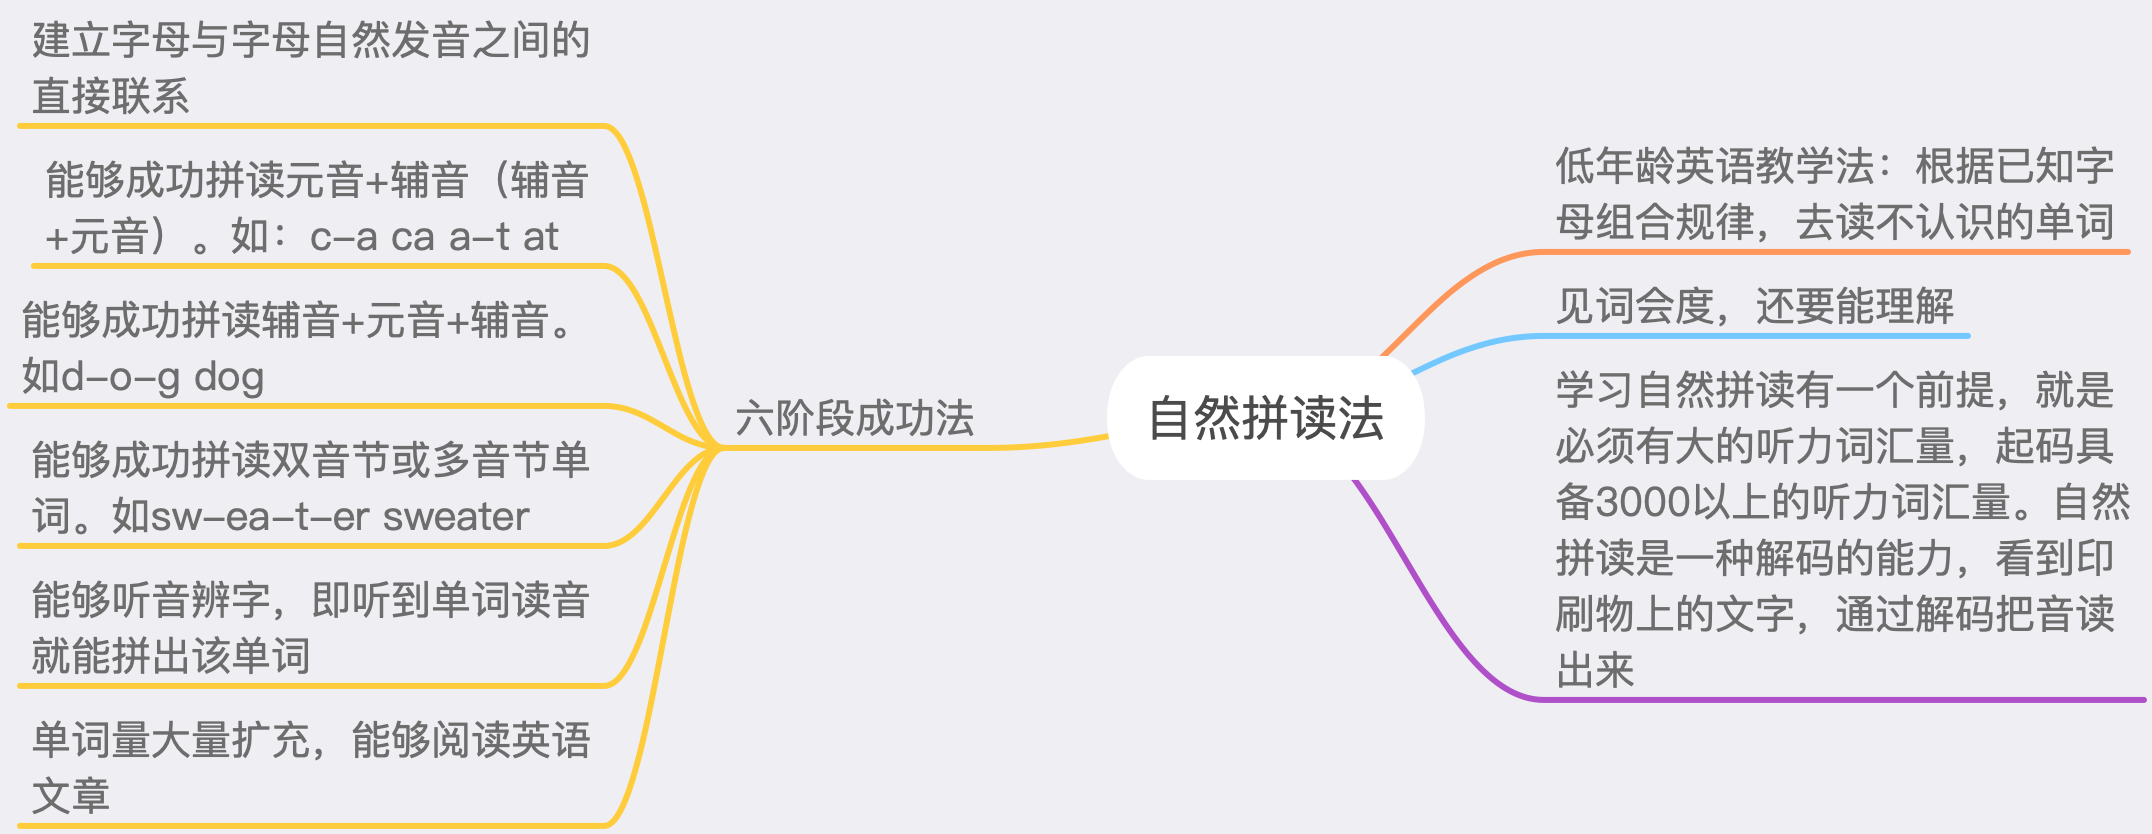 建立字母与字母自然发音之间的
直接联系
能够成功拼读元音+辅音（辅音
+元音）。如：c-a ca a-t at
能够成功拼读辅音+元音+辅音。
如d-o-g dog
能够成功拼读双音节或多音节单
词。如sw-ea-t-er sweater
能够听音辨字，即听到单词读音
就能拼出该单词
单词量大量扩充，能够阅读英语
文章
六阶段成功法
自然拼读法
低年龄英语教学法：根据已知字
母组合规律，去读不认识的单词
见词会度，还要能理解
学习自然拼读有一个前提，就是
必须有大的听力词汇量，起码具
备3000以上的听力词汇量。自然
拼读是一种解码的能力，看到印
刷物上的文字，通过解码把音读
出来